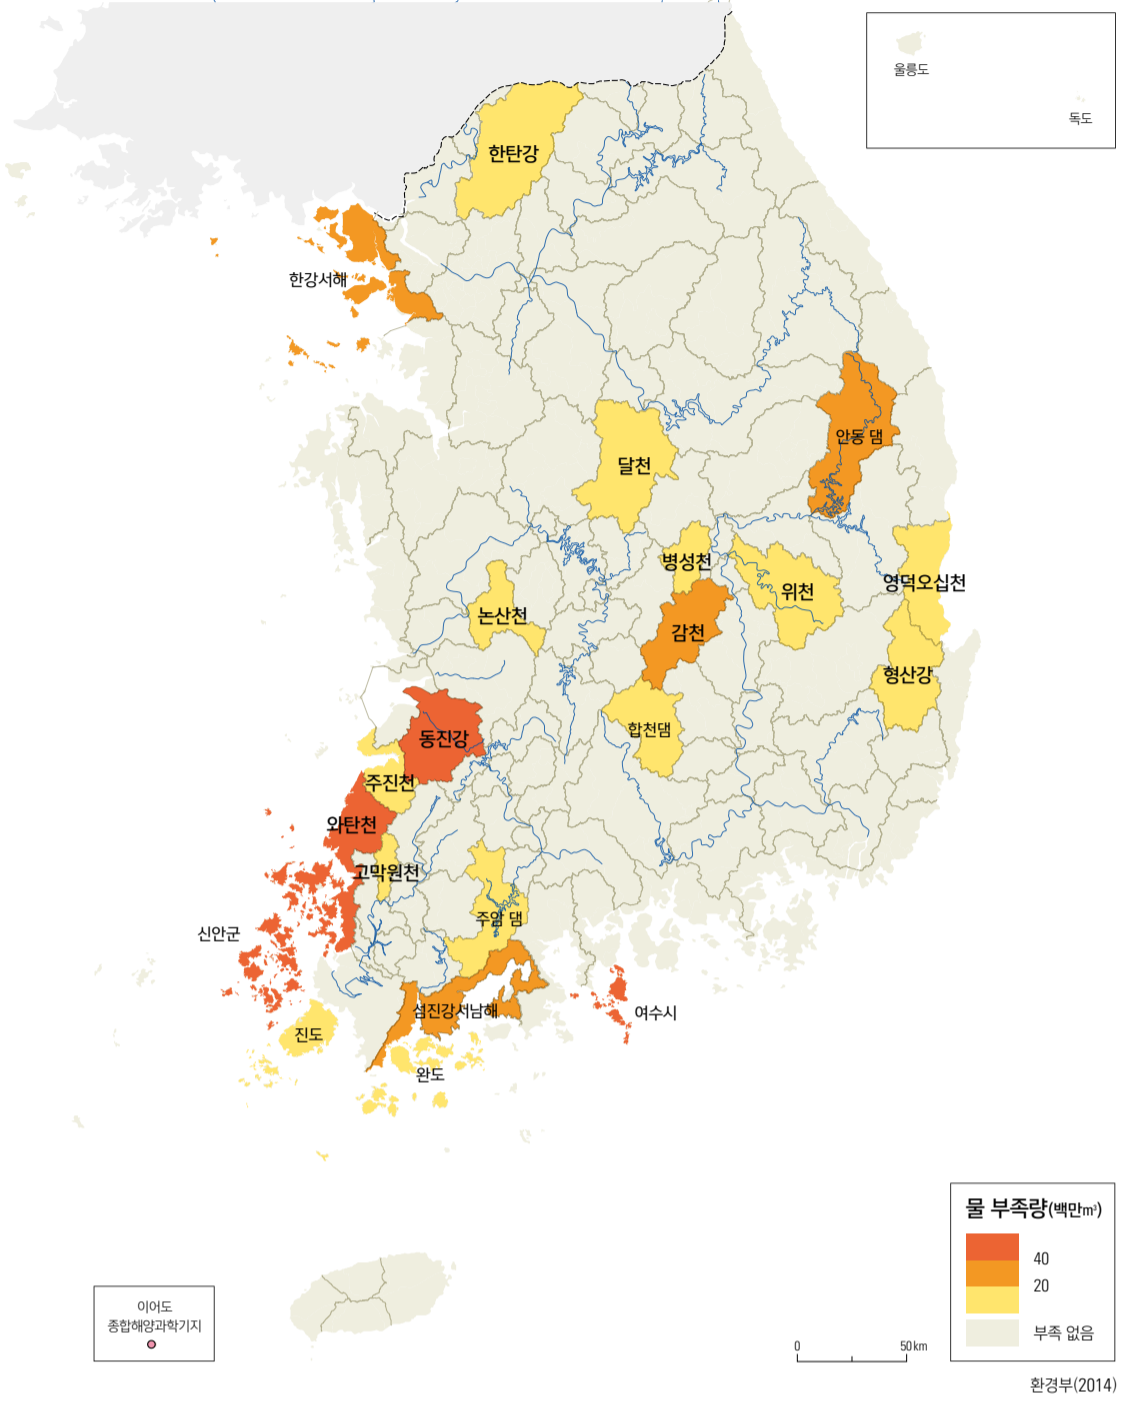 울릉도
독도
한탄강
한강서해
안동 댐
달천
병성천
위천
영덕오십천
논산천
감천
형산강
합천댐
동진강
주진천
와탄천
고막원천
주암 댐
신안군
섬진강서남해
여수시
진도
완도
물 부족량(백만m³)
40
20
부족 없음
이어도
종합해양과학기지
0 50km
환경부(2014)